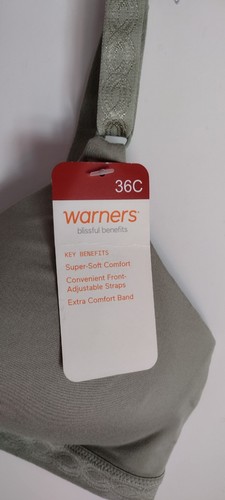 36C
warners
blissful benefits
KEY BENEFITS
Super-Soft Comfort
Convenient Front-
Adjustable Straps
Extra Comfort Band